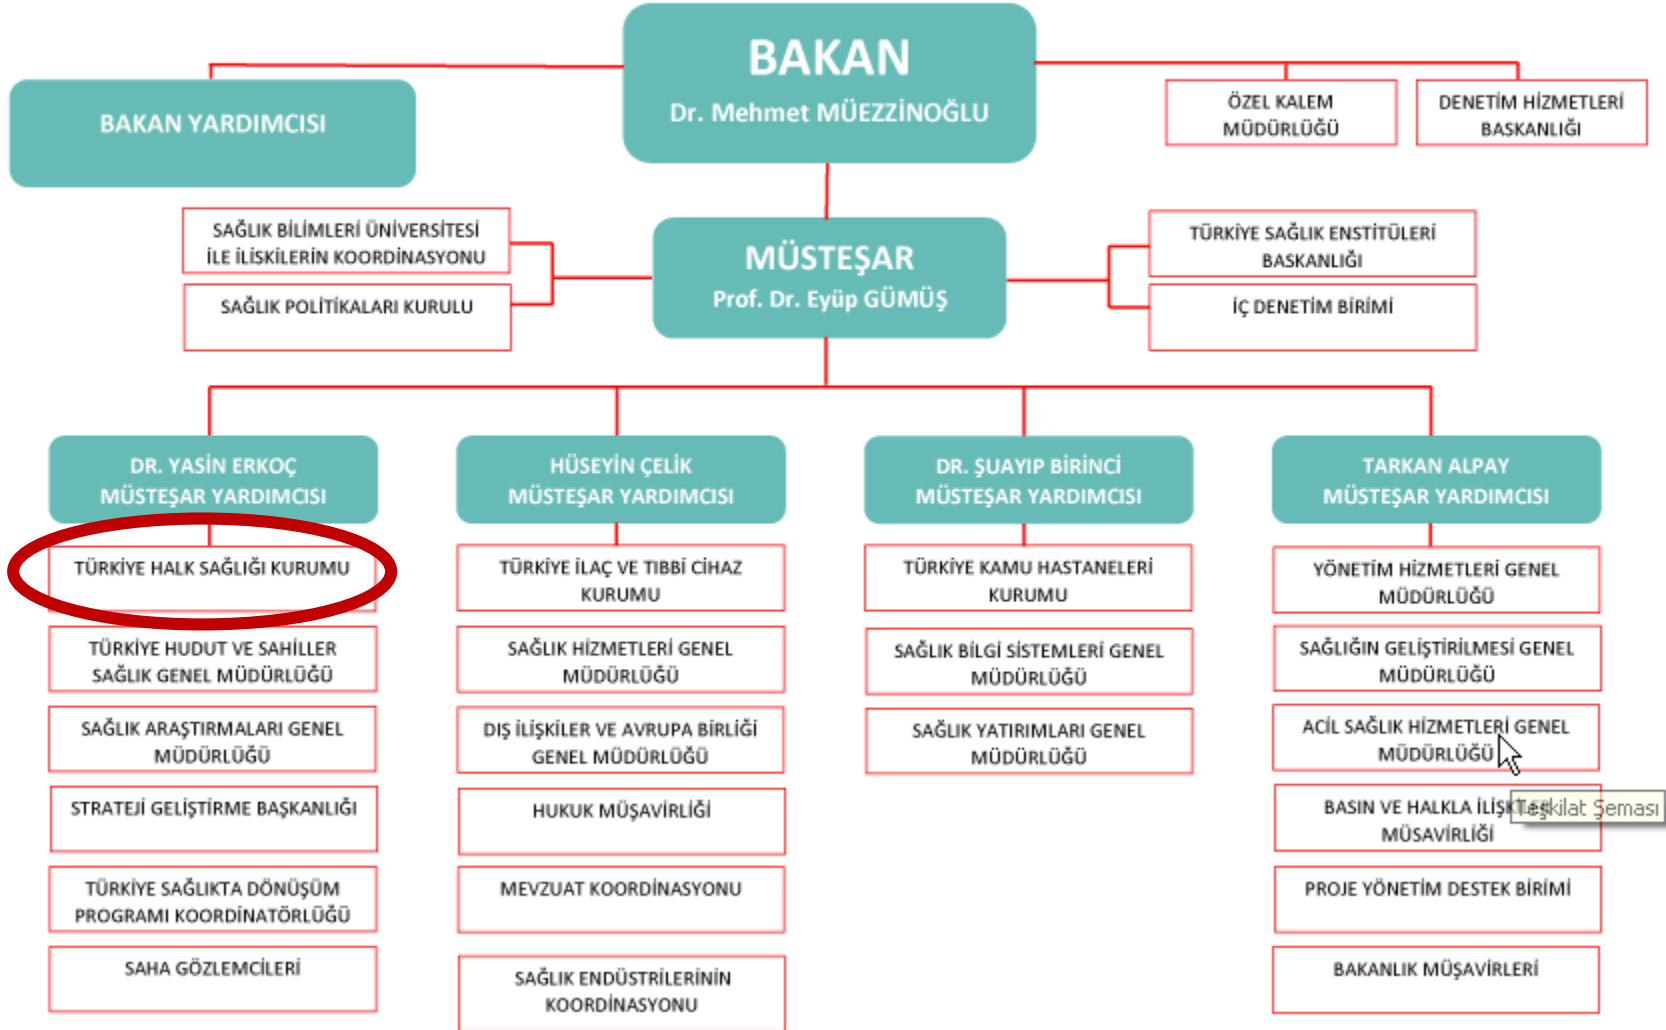 BAKAN
Dr. Mehmet MÜEZZİNOĞLU
BAKAN YARDIMCISI
ÖZEL KALEM
MÜDÜRLÜĞÜ
DENETİM HİZMETLERİ
BASKANLIĞI
SAĞLIK BİLİMLERİ ÜNİVERSİTESİ
İLE İLİSKİLERİN KOORDİNASYONU
SAĞLIK POLİTİKALARI KURULU
MÜSTEŞAR
Prof. Dr. Eyüp GÜMÜŞ
TÜRKİYE SAĞLIK ENSTİTÜLERİ
BASKANLIĞI
İÇ DENETİM BİRİMİ
DR. YASİN ERKOÇ
MÜSTEŞAR YARDIMCISI
TÜRKİYE HALK SAĞLIĞI KURUMU
TÜRKİYE HUDUT VE SAHİLLER
SAĞLIK GENEL MÜDÜRLÜĞÜ
SAĞLIK ARAŞTIRMALARI GENEL
MÜDÜRLÜĞÜ
STRATEJİ GELİŞTİRME BAŞKANLIĞI
TÜRKİYE SAĞLIKTA DÖNÜŞÜM
PROGRAMI KOORDİNATÖRLÜĞÜ
SAHA GÖZLEMCİLERİ
HÜSEYİN ÇELİK
MÜSTEŞAR YARDIMCISI
TÜRKİYE İLAÇ VE TIBBİ CİHAZ
KURUMU
SAĞLIK HİZMETLERİ GENEL
MÜDÜRLÜĞÜ
DIŞ İLİŞKİLER VE AVRUPA BİRLİĞİ
GENEL MÜDÜRLÜĞÜ
HUKUK MÜŞAVİRLİĞİ
MEVZUAT KOORDİNASYONU
SAĞLIK ENDÜSTRİLERİNİN
KOORDİNASYONU
DR. ŞUAYIP BİRİNCİ
MÜSTEŞAR YARDIMCISI
TÜRKİYE KAMU HASTANELERİ
KURUMU
SAĞLIK BİLGİ SİSTEMLERİ GENEL
MÜDÜRLÜĞÜ
SAĞLIK YATIRIMLARI GENEL
MÜDÜRLÜĞÜ
TARKAN ALPAY
MÜSTEŞAR YARDIMCISI
YÖNETİM HİZMETLERİ GENEL
MÜDÜRLÜĞÜ
SAĞLIĞIN GELİŞTİRİLMESİ GENEL
MÜDÜRLÜĞÜ
ACİL SAĞLIK HİZMETLERİ GENEL
MÜDÜRLÜĞÜ
BASIN VE HALKLA
MÜSAVİRLİĞİ
Teşkilat Şeması
PROJE YÖNETİM DESTEK BİRİMİ
BAKANLIK MÜŞAVİRLERİ